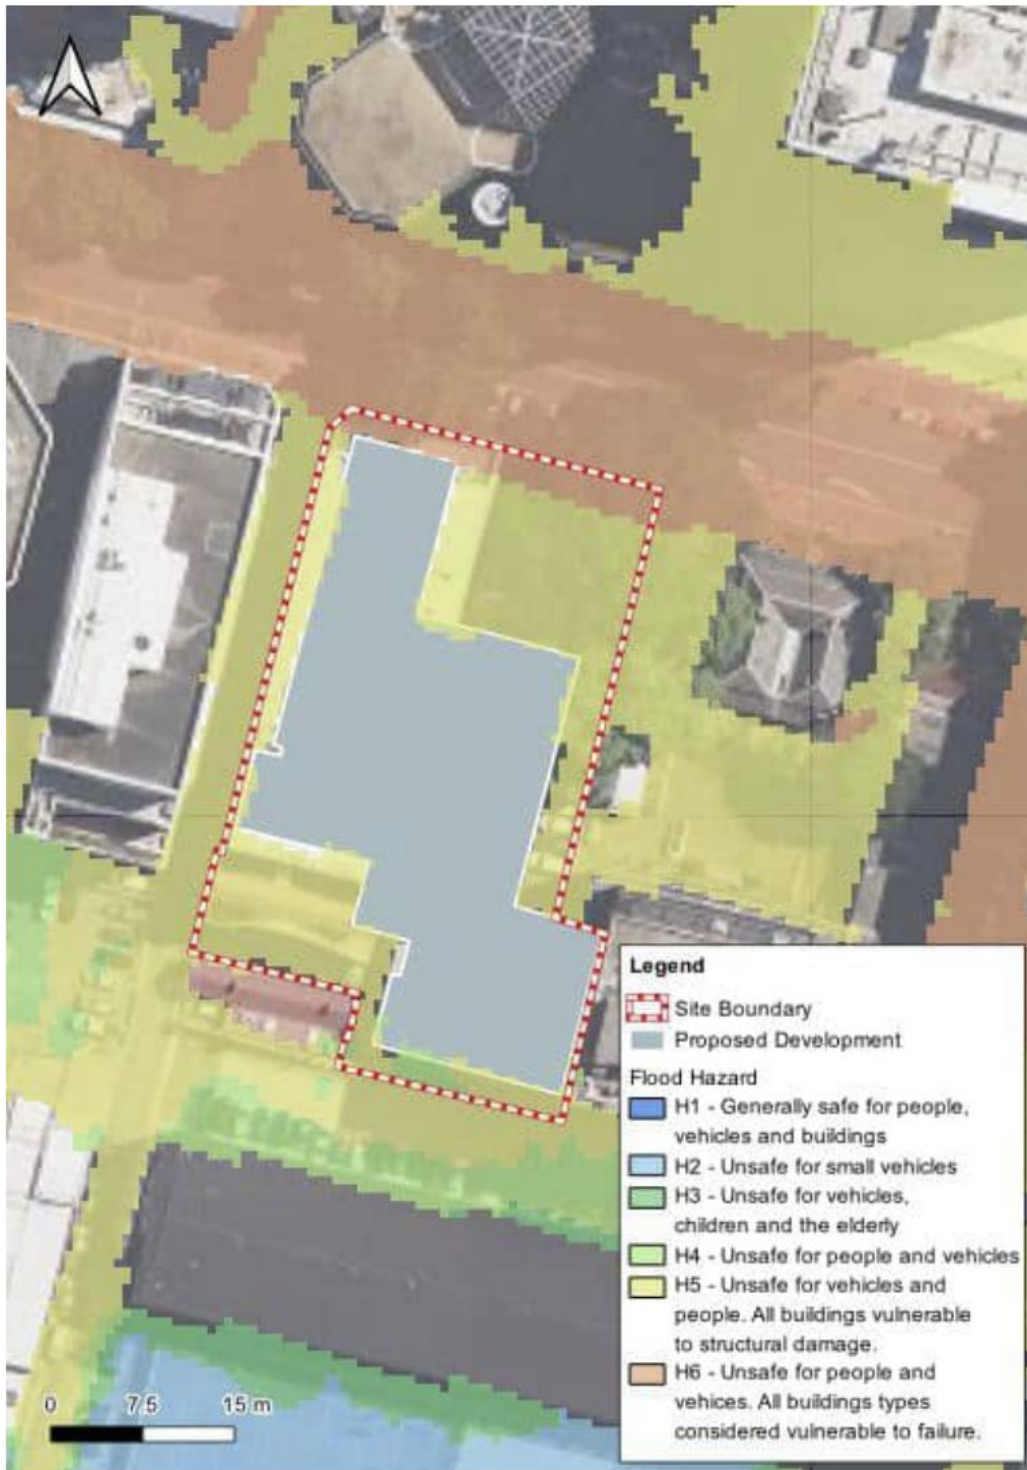 Legend
Site Boundary
Proposed Development
Flood Hazard
H1 - Generally safe for people,
vehicles and buildings
H2 - Unsafe for small vehicles
H3 - Unsafe for vehicles,
children and the elderly
H4 - Unsafe for people and vehicles
H5 - Unsafe for vehicles and
people. All buildings vulnerable
to structural damage.
H6 - Unsafe for people and
vehices. All buildings types
considered vulnerable to failure.
0 7.5 15 m